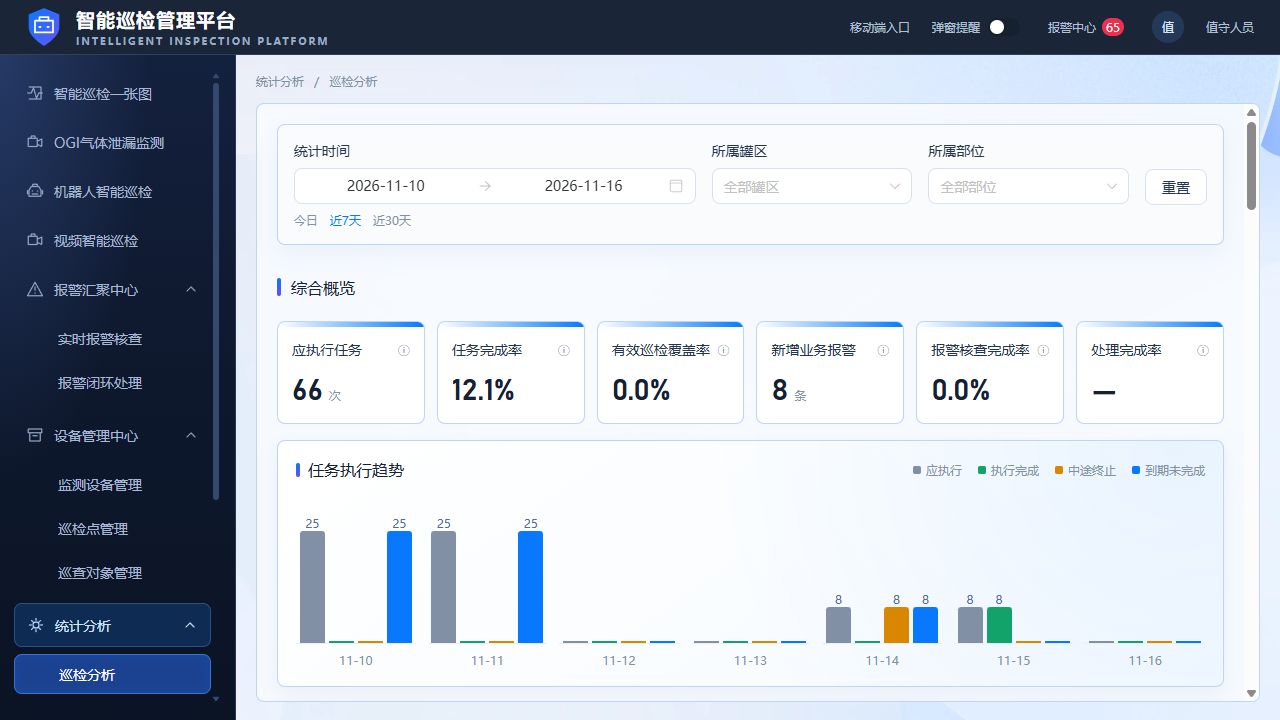 智能巡检管理平台
INTELLIGENT INSPECTION PLATFORM
移动端入口 弹窗提醒 报警中心 65 值 值守人员
智能巡检一张图
OGI气体泄漏监测
机器人智能巡检
视频智能巡检
报警汇聚中心
实时报警核查
报警闭环处理
设备管理中心
监测设备管理
巡检点管理
巡查对象管理
统计分析
巡检分析
统计分析 / 巡检分析
统计时间 所属罐区 所属部位
2026-11-10 2026-11-16 全部罐区 全部部位 重置
今日 近7天 近30天
综合概览
应执行任务 任务完成率 有效巡检覆盖率 新增业务报警 报警核查完成率 处理完成率
66 次 12.1% 0.0% 8 条 0.0% —
任务执行趋势
应执行 执行完成 中途终止 到期未完成
25 25 25 25
8 8 8 8 8
11-10 11-11 11-12 11-13 11-14 11-15 11-16